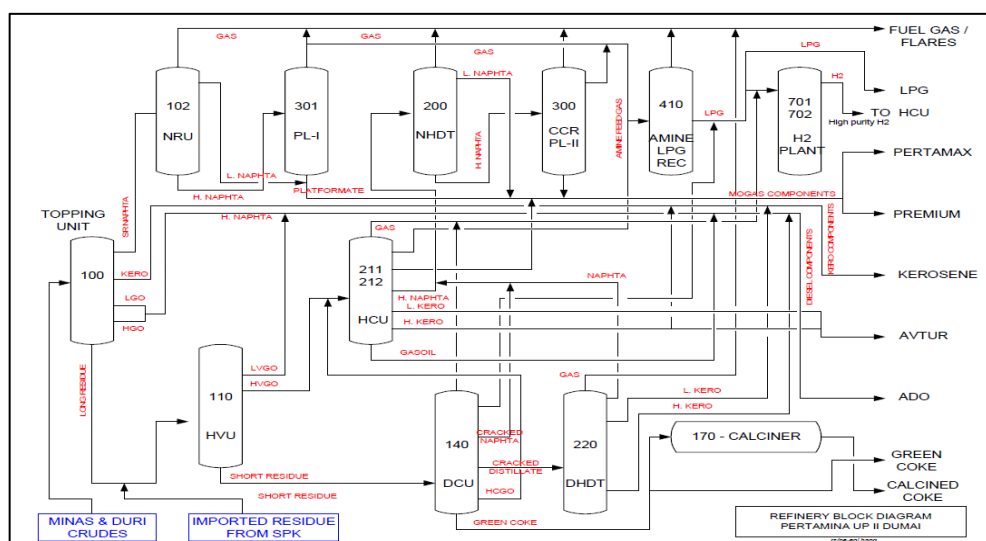 GAS
GAS
GAS
FUEL GAS /
FLARES
LPG
L. NAPHTA
H2
102
NRU
301
PL-I
200
NHDT
300
CCR
PL-II
410
AMINE
LPG
REC
701
702
H2
PLANT
LPG
LPG
TO HCU
High purity H2
AMINE FEED GAS
H. NAPHTA
L. NAPHTA
PERTAMAX
PLATFORMATE
H. NAPHTA
MOGAS COMPONENTS
SR NAPHTA
TOPPING
UNIT
H. NAPHTA
PREMIUM
GAS
100
KERO
211
212
HCU
NAPHTA
DIESEL COMPONENTS
KERO COMPONENTS
KEROSENE
LGO
HGO
H. NAPHTA
L. KERO
H. KERO
AVTUR
GASOIL
LONG RESIDUE
110
HVU
LVGO
HVGO
GAS
L. KERO
H. KERO
ADO
140
DCU
CRACKED
NAPHTA
220
DHDT
170 - CALCINER
CRACKED
DISTILLATE
GREEN
COKE
SHORT RESIDUE
HCGO
CALCINED
COKE
SHORT RESIDUE
GREEN COKE
MINAS & DURI
CRUDES
IMPORTED RESIDUE
FROM SPK
REFINERY BLOCK DIAGRAM
PERTAMINA UP II DUMAI